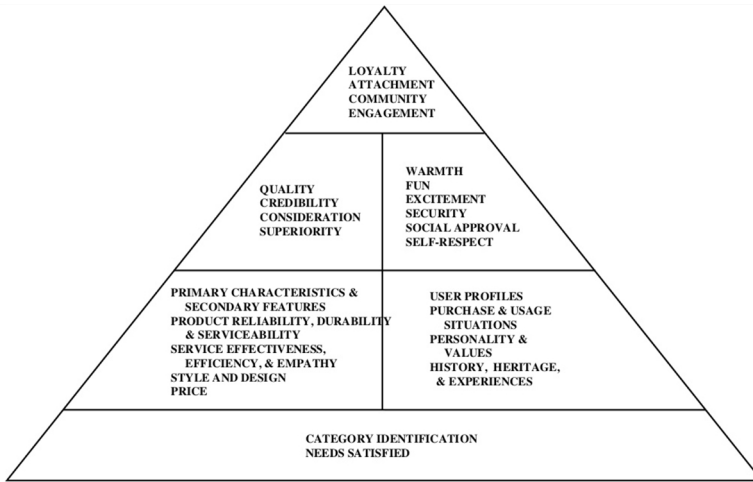 LOYALTY
ATTACHMENT
COMMUNITY
ENGAGEMENT
QUALITY
CREDIBILITY
CONSIDERATION
SUPERIORITY
WARMTH
FUN
EXCITEMENT
SECURITY
SOCIAL APPROVAL
SELF-RESPECT
PRIMARY CHARACTERISTICS &
SECONDARY FEATURES
PRODUCT RELIABILITY, DURABILITY
& SERVICEABILITY
SERVICE EFFECTIVENESS,
EFFICIENCY, & EMPATHY
STYLE AND DESIGN
PRICE
USER PROFILES
PURCHASE & USAGE
SITUATIONS
PERSONALITY &
VALUES
HISTORY, HERITAGE,
& EXPERIENCES
CATEGORY IDENTIFICATION
NEEDS SATISFIED